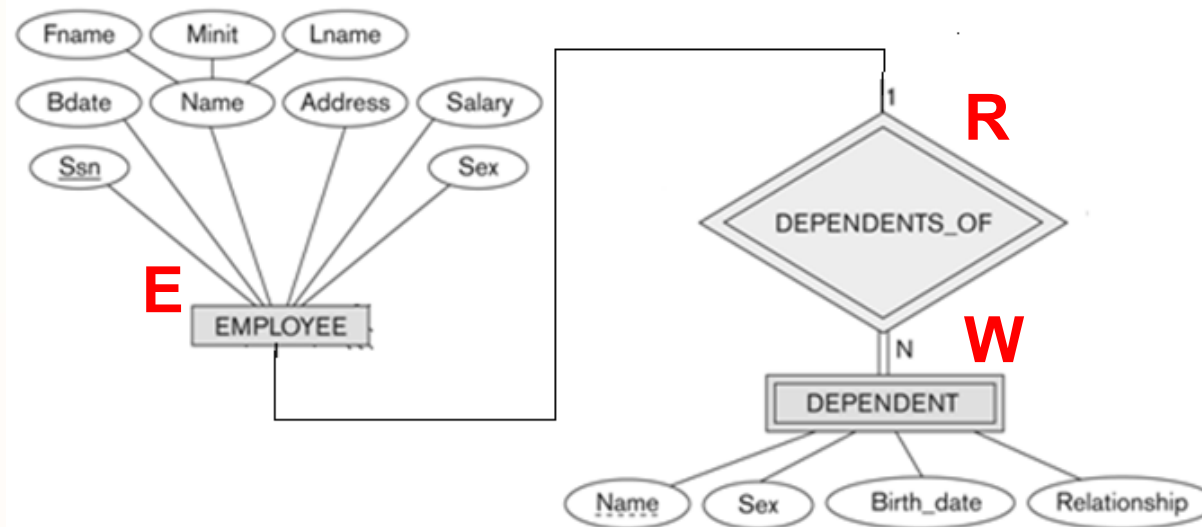 Fname Minit Lname
Bdate Name Address Salary
Ssn Sex
E
EMPLOYEE
1
R
DEPENDENTS_OF
W
N
DEPENDENT
Name Sex Birth_date Relationship